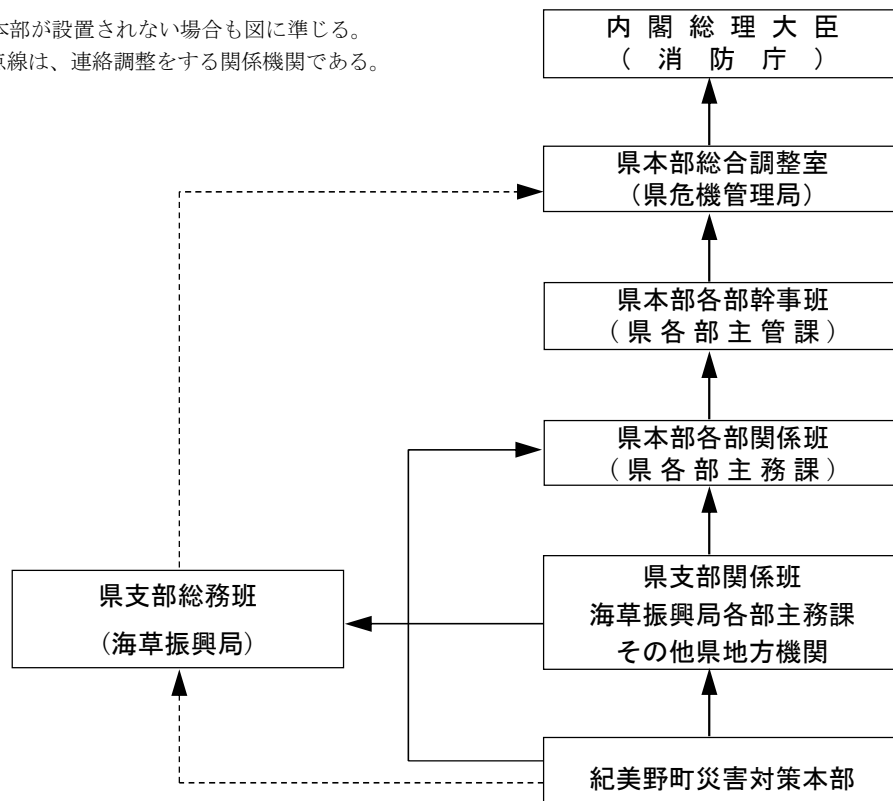 本部が設置されない場合も図に準じる。
点線は、連絡調整をする関係機関である。
内閣総理大臣
(消防庁)
県本部総合調整室
(県危機管理局)
県本部各部幹事班
(県各部主管課)
県本部各部関係班
(県各部主務課)
県支部総務班
(海草振興局)
県支部関係班
海草振興局各部主務課
その他県地方機関
紀美野町災害対策本部